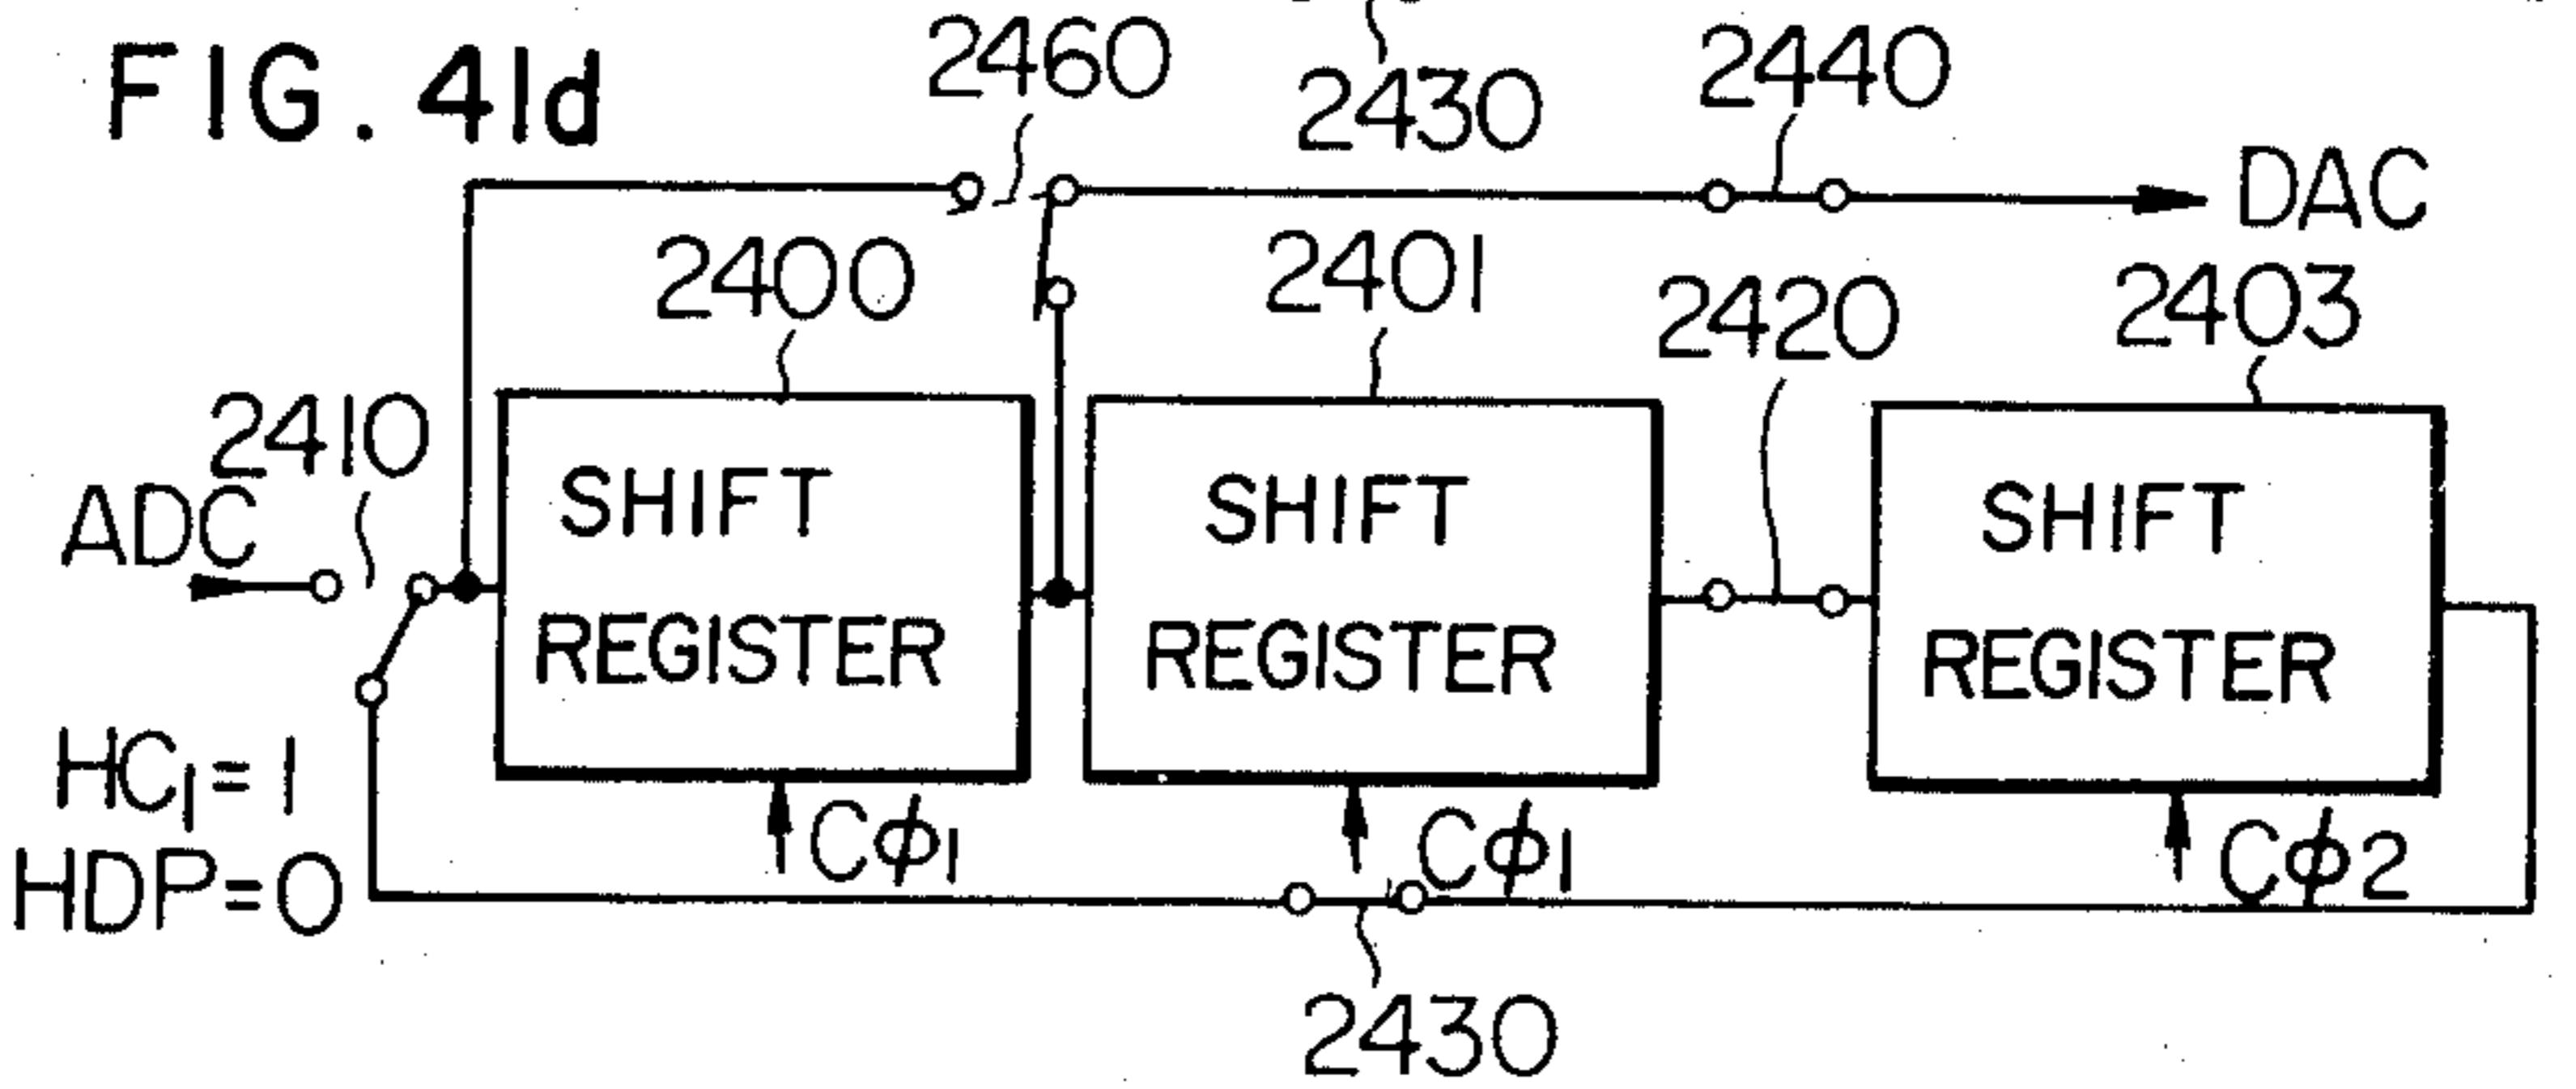 FIG. 41d
2460
2430
2440
DAC
2400
2401
2420
2403
2410
ADC
SHIFT
REGISTER
SHIFT
REGISTER
SHIFT
REGISTER
HC₁=1
HDP=0
Cϕ₁
Cϕ₁
Cϕ2
2430